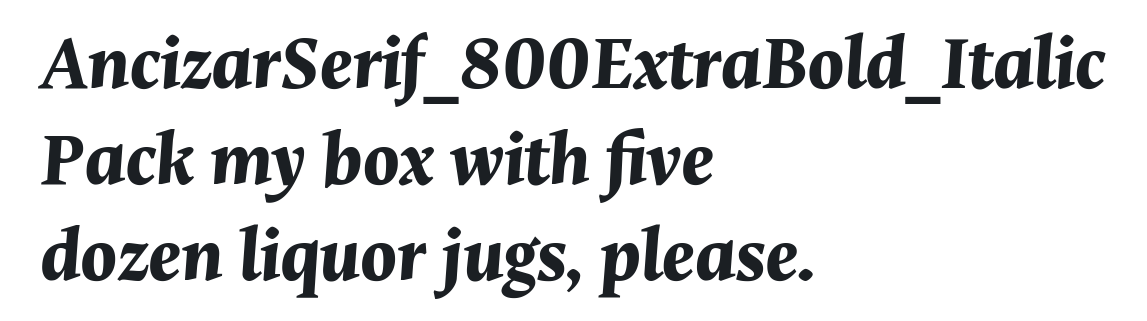 AncizarSerif_800ExtraBold_Italic
Pack my box with five
dozen liquor jugs, please.